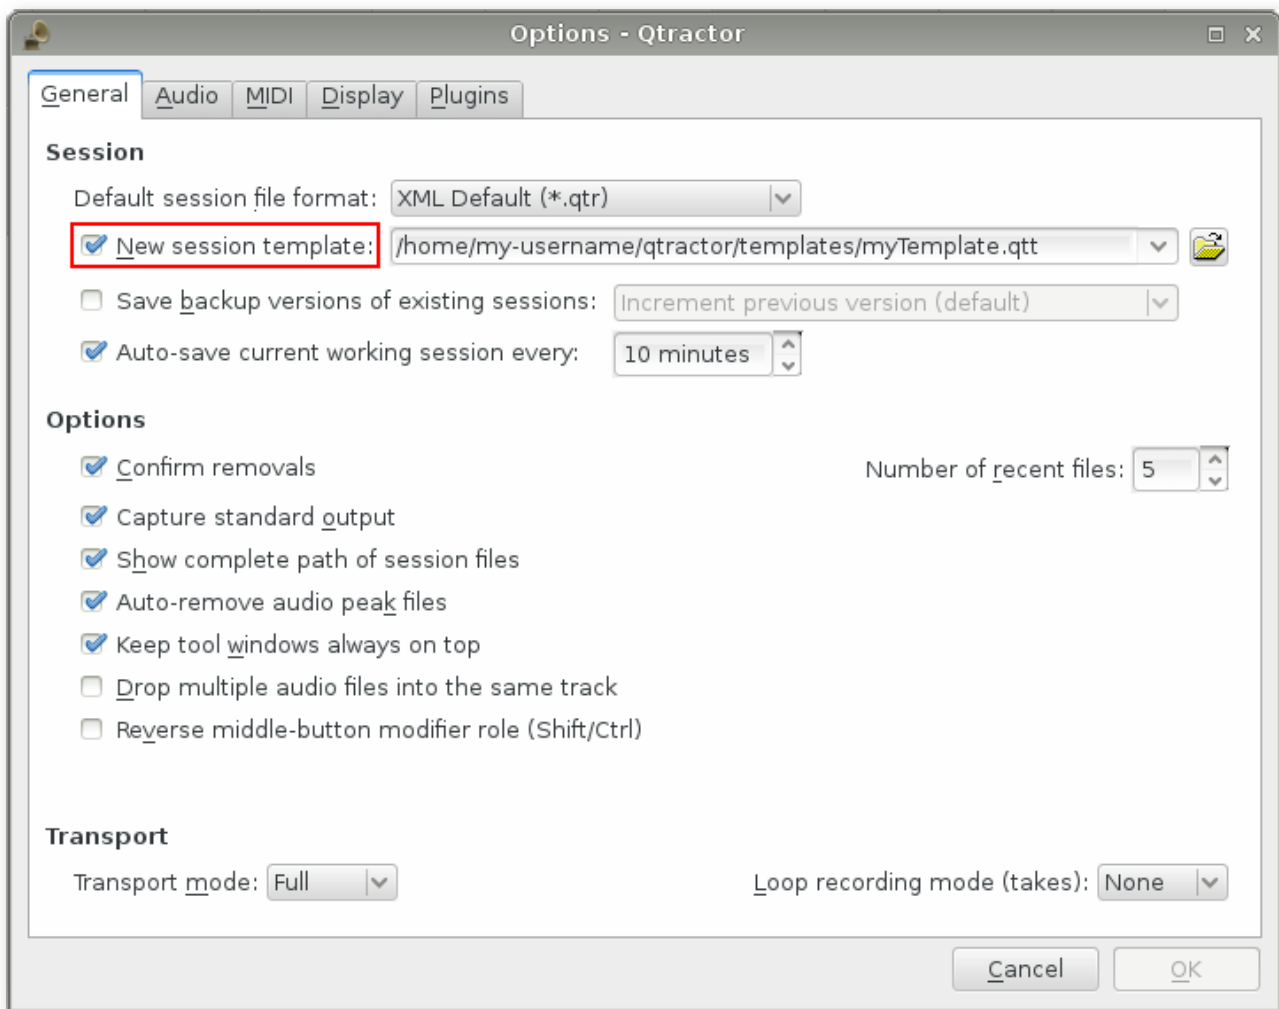 Options - Qtractor
General Audio MIDI Display Plugins
Session
Default session file format: XML Default (*.qtr)
New session template: /home/my-username/qtractor/templates/myTemplate.qtt
Save backup versions of existing sessions: Increment previous version (default)
Auto-save current working session every: 10 minutes
Options
Confirm removals Number of recent files: 5
Capture standard output
Show complete path of session files
Auto-remove audio peak files
Keep tool windows always on top
Drop multiple audio files into the same track
Reverse middle-button modifier role (Shift/Ctrl)
Transport
Transport mode: Full Loop recording mode (takes): None
Cancel OK